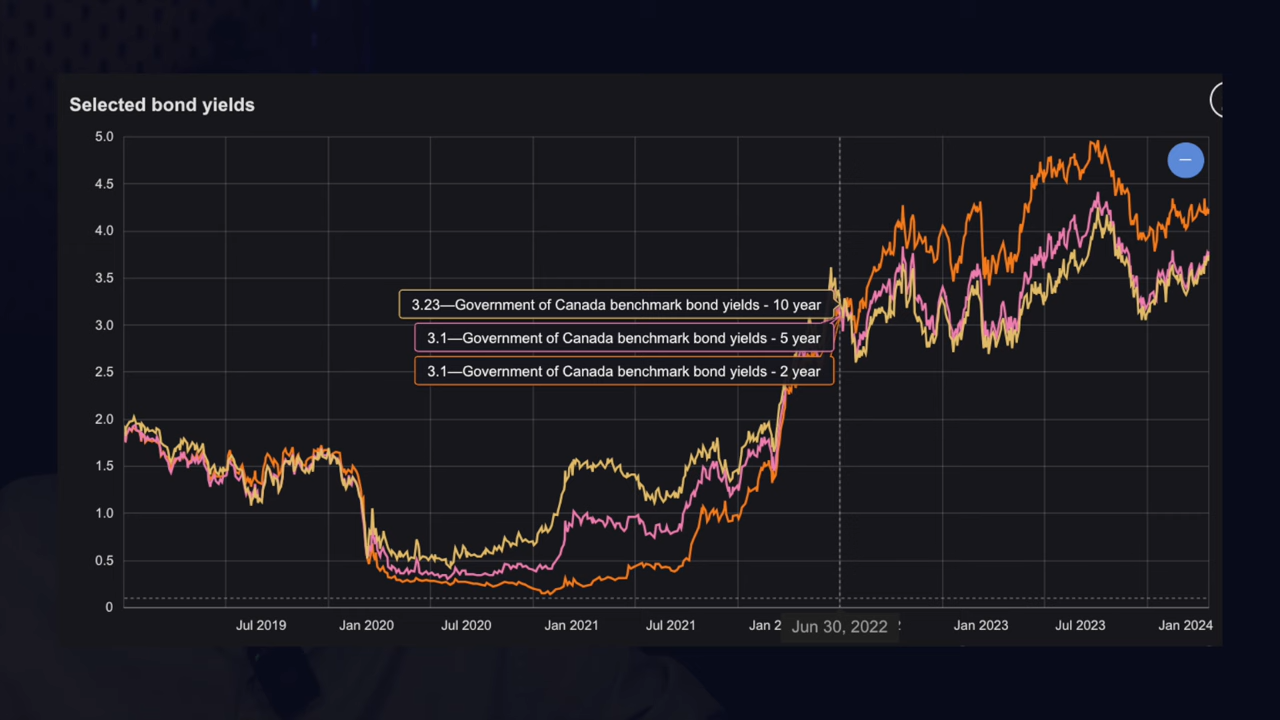 Selected bond yields
5.0
4.5
4.0
3.5
3.23—Government of Canada benchmark bond yields - 10 year
3.0
3.1—Government of Canada benchmark bond yields - 5 year
3.1—Government of Canada benchmark bond yields - 2 year
2.5
2.0
1.5
1.0
0.5
0
Jul 2019 Jan 2020 Jul 2020 Jan 2021 Jul 2021 Jan 2 Jun 30, 2022 Jan 2023 Jul 2023 Jan 2024